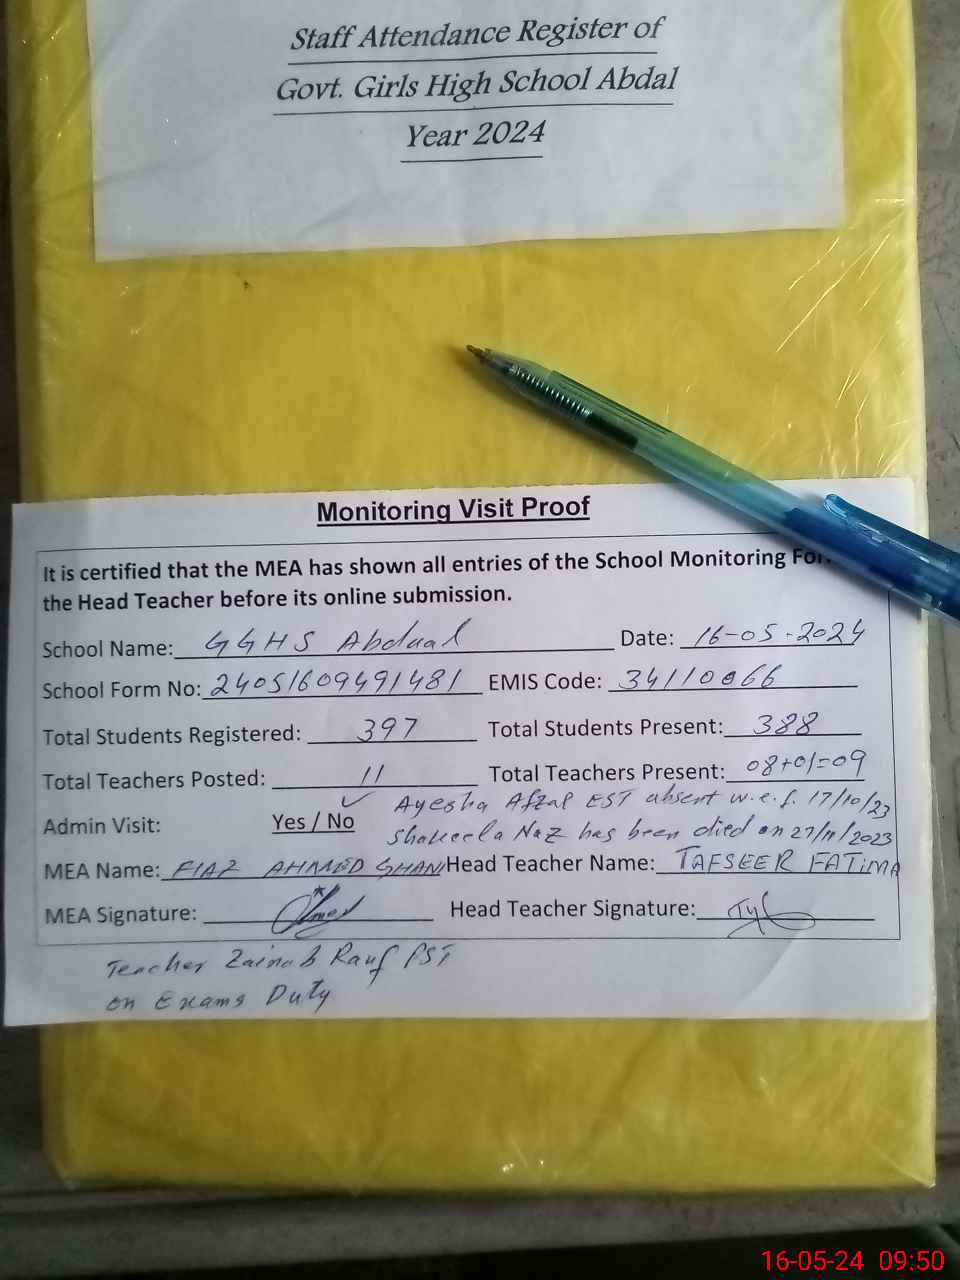 Staff Attendance Register of
Govt. Girls High School Abdal
Year 2024
Monitoring Visit Proof
It is certified that the MEA has shown all entries of the School Monitoring For
the Head Teacher before its online submission.
School Name: GGHS Abdaal Date: 16-05-2024
School Form No: 24051609491481 EMIS Code: 34110066
Total Students Registered: 397 Total Students Present: 388
Total Teachers Posted: 11 Total Teachers Present: 08+01=09
Ayesha Afzal EST absent w.e.f. 17/10/23
Admin Visit: Yes / No ✓ Shakeela Naz has been died on 27/11/2023
MEA Name: FIAZ AHMED GHANI Head Teacher Name: TAFSEER FATIMA
MEA Signature: Head Teacher Signature:
Teacher Zainab Rauf PST
on Exams Duty
16-05-24 09:50